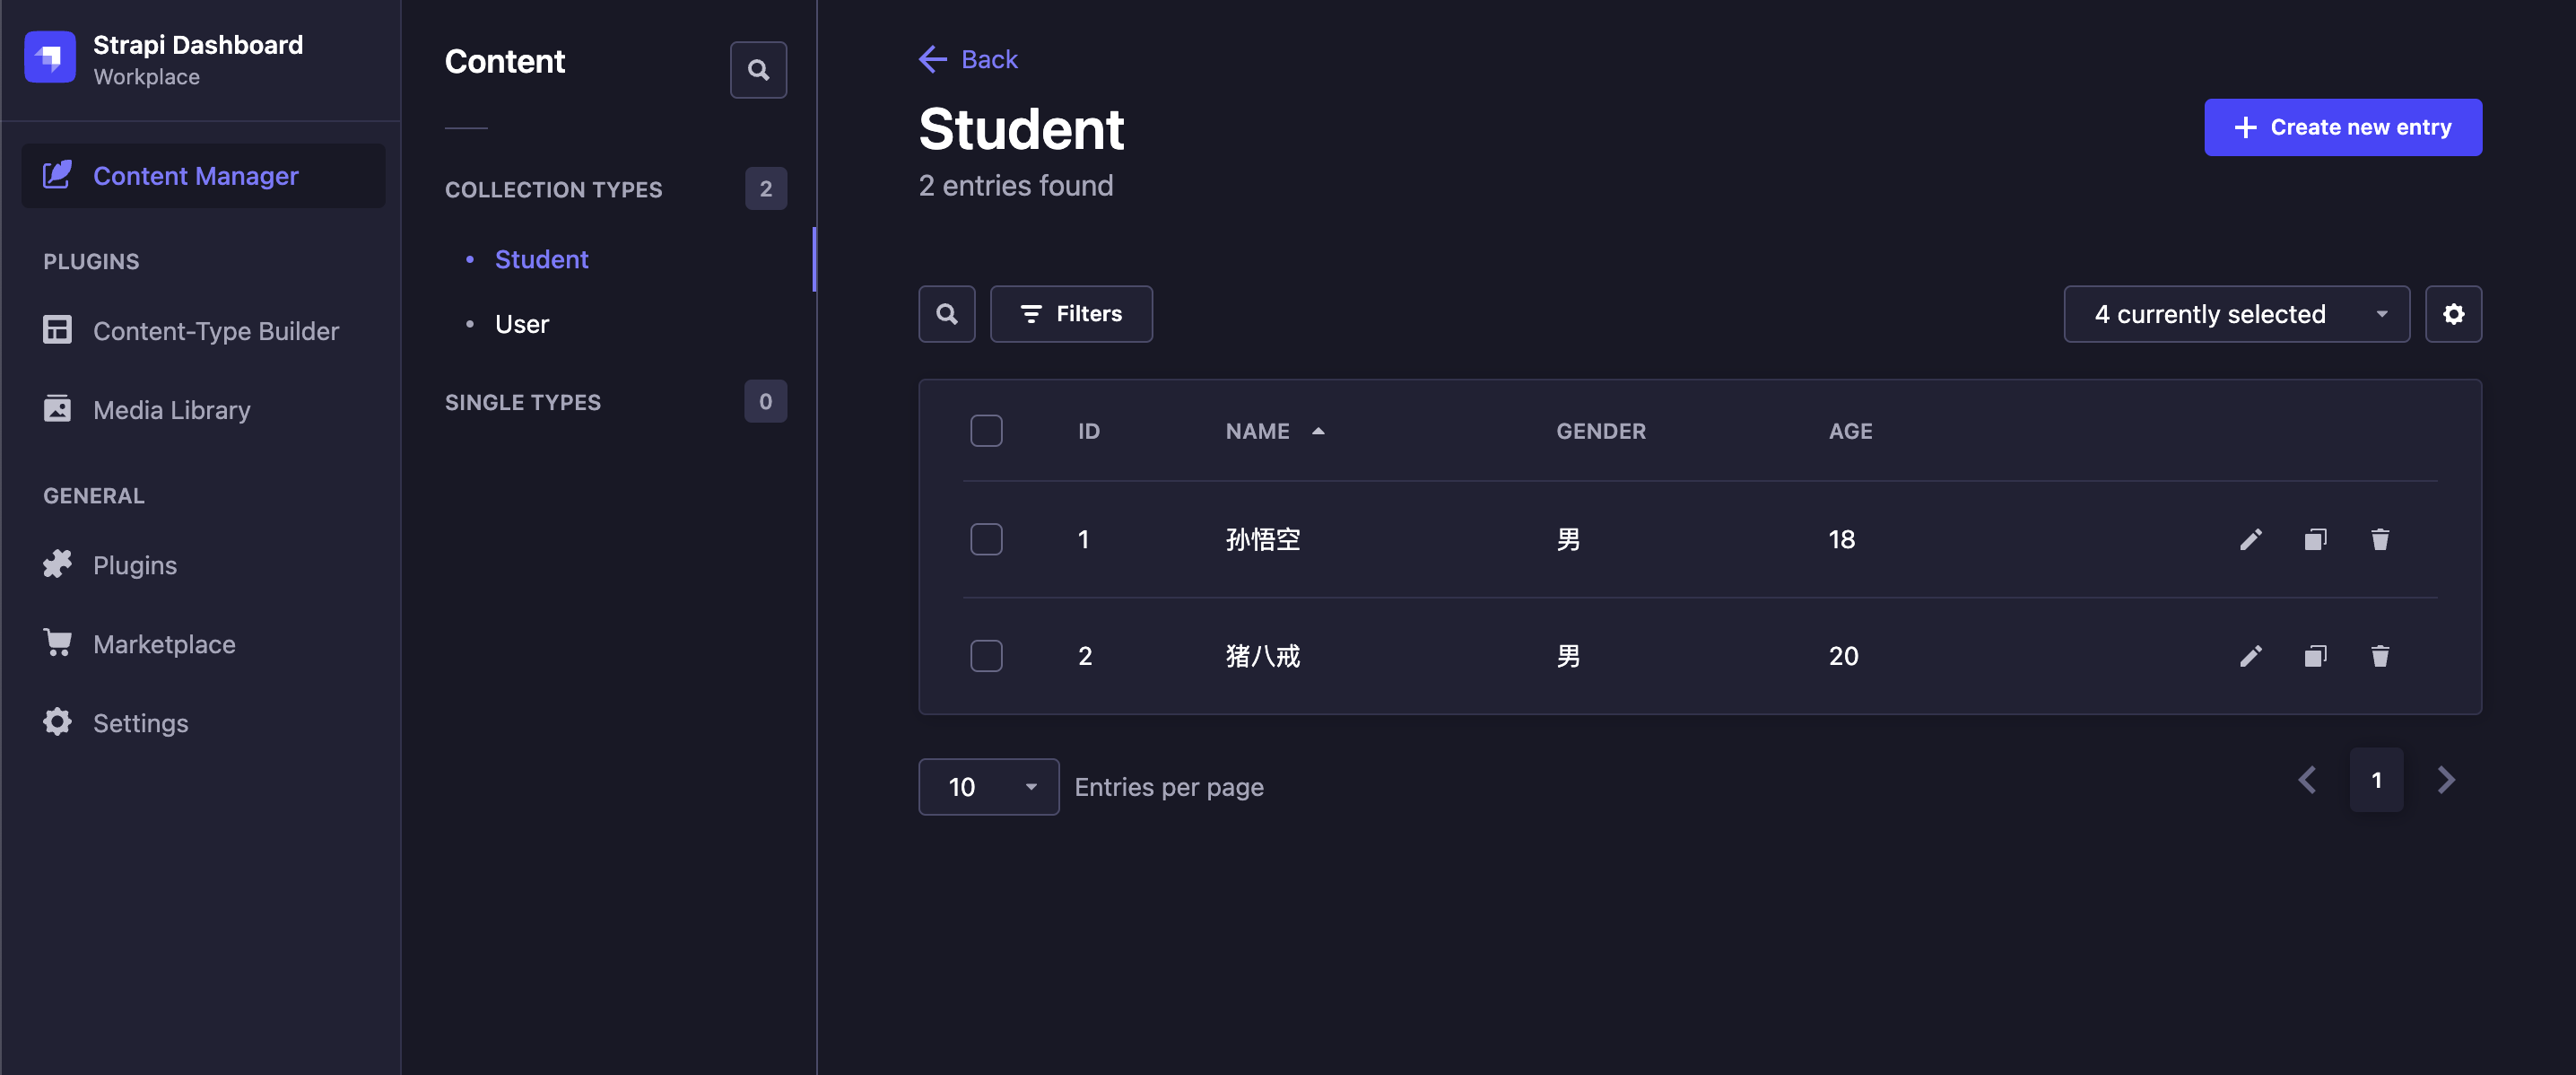 Strapi Dashboard
Workplace
Content Manager
PLUGINS
Content-Type Builder
Media Library
GENERAL
Plugins
Marketplace
Settings
Content
COLLECTION TYPES 2
Student
User
SINGLE TYPES 0
Back
Student
2 entries found
Create new entry
Filters
4 currently selected
ID NAME GENDER AGE
1 孙悟空 男 18
2 猪八戒 男 20
10 Entries per page
1